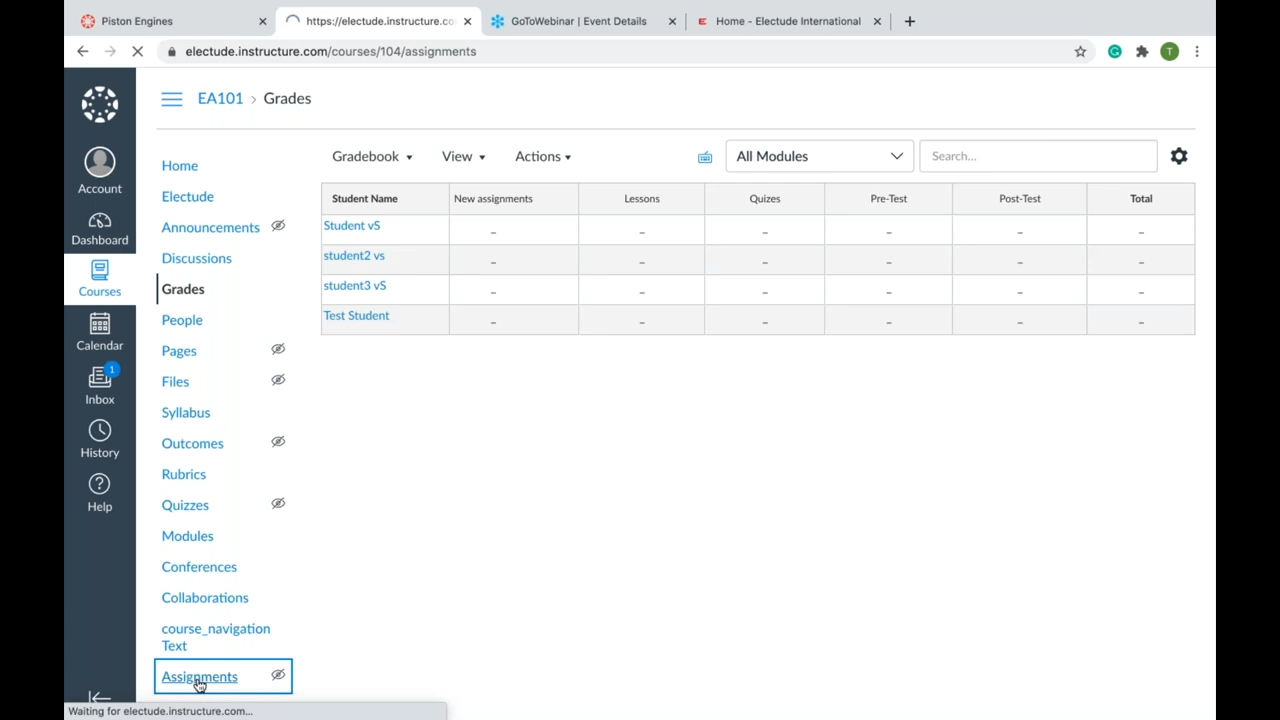 Piston Engines
https://electude.instructure.co
GoToWebinar | Event Details
Home - Electude International
electude.instructure.com/courses/104/assignments
T
EA101 > Grades
Account
Dashboard
Courses
Calendar
1
Inbox
History
Help
Home
Electude
Announcements
Discussions
Grades
People
Pages
Files
Syllabus
Outcomes
Rubrics
Quizzes
Modules
Conferences
Collaborations
course_navigation
Text
Assignments
Gradebook View Actions
All Modules
Search...
Student Name New assignments Lessons Quizes Pre-Test Post-Test Total
Student vS – – – – – –
student2 vs – – – – – –
student3 vS – – – – – –
Test Student – – – – – –
Waiting for electude.instructure.com...